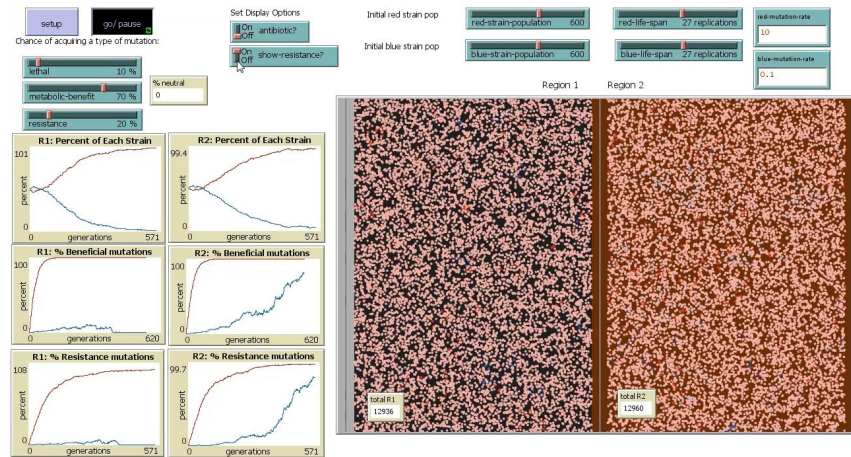 setup
go/ pause
Chance of acquiring a type of mutation:
lethal 10 %
metabolic-benefit 70 %
resistance 20 %
% neutral
0
Set Display Options
On
Off
antibiotic?
On
Off
show-resistance?
Initial red strain pop
red-strain-population 600
red-life-span 27 replications
Initial blue strain pop
blue-strain-population 600
blue-life-span 27 replications
red-mutation-rate
10
blue-mutation-rate
0.1
Region 1
Region 2
R1: Percent of Each Strain
101
percent
0
0
generations
571
R2: Percent of Each Strain
99.4
percent
0
0
generations
571
R1: % Beneficial mutations
100
percent
0
0
generations
620
R2: % Beneficial mutations
100
percent
0
0
generations
620
R1: % Resistance mutations
108
percent
0
0
generations
571
R2: % Resistance mutations
99.7
percent
0
0
generations
571
total R1
12936
total R2
12960